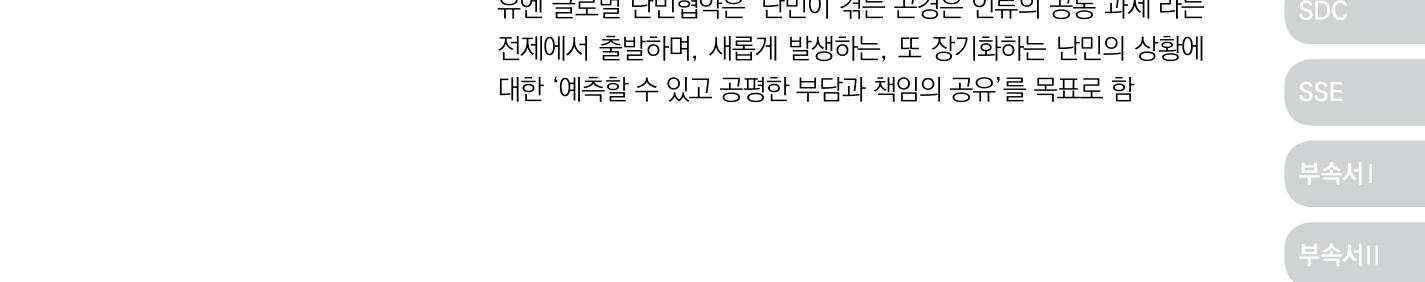 유엔 글로벌 난민협약은 ‘난민이 겪는 곤경은 인류의 공동 과제’라는
전제에서 출발하며, 새롭게 발생하는, 또 장기화하는 난민의 상황에
대한 ‘예측할 수 있고 공평한 부담과 책임의 공유’를 목표로 함
SDC
SSE
부속서 I
부속서 II